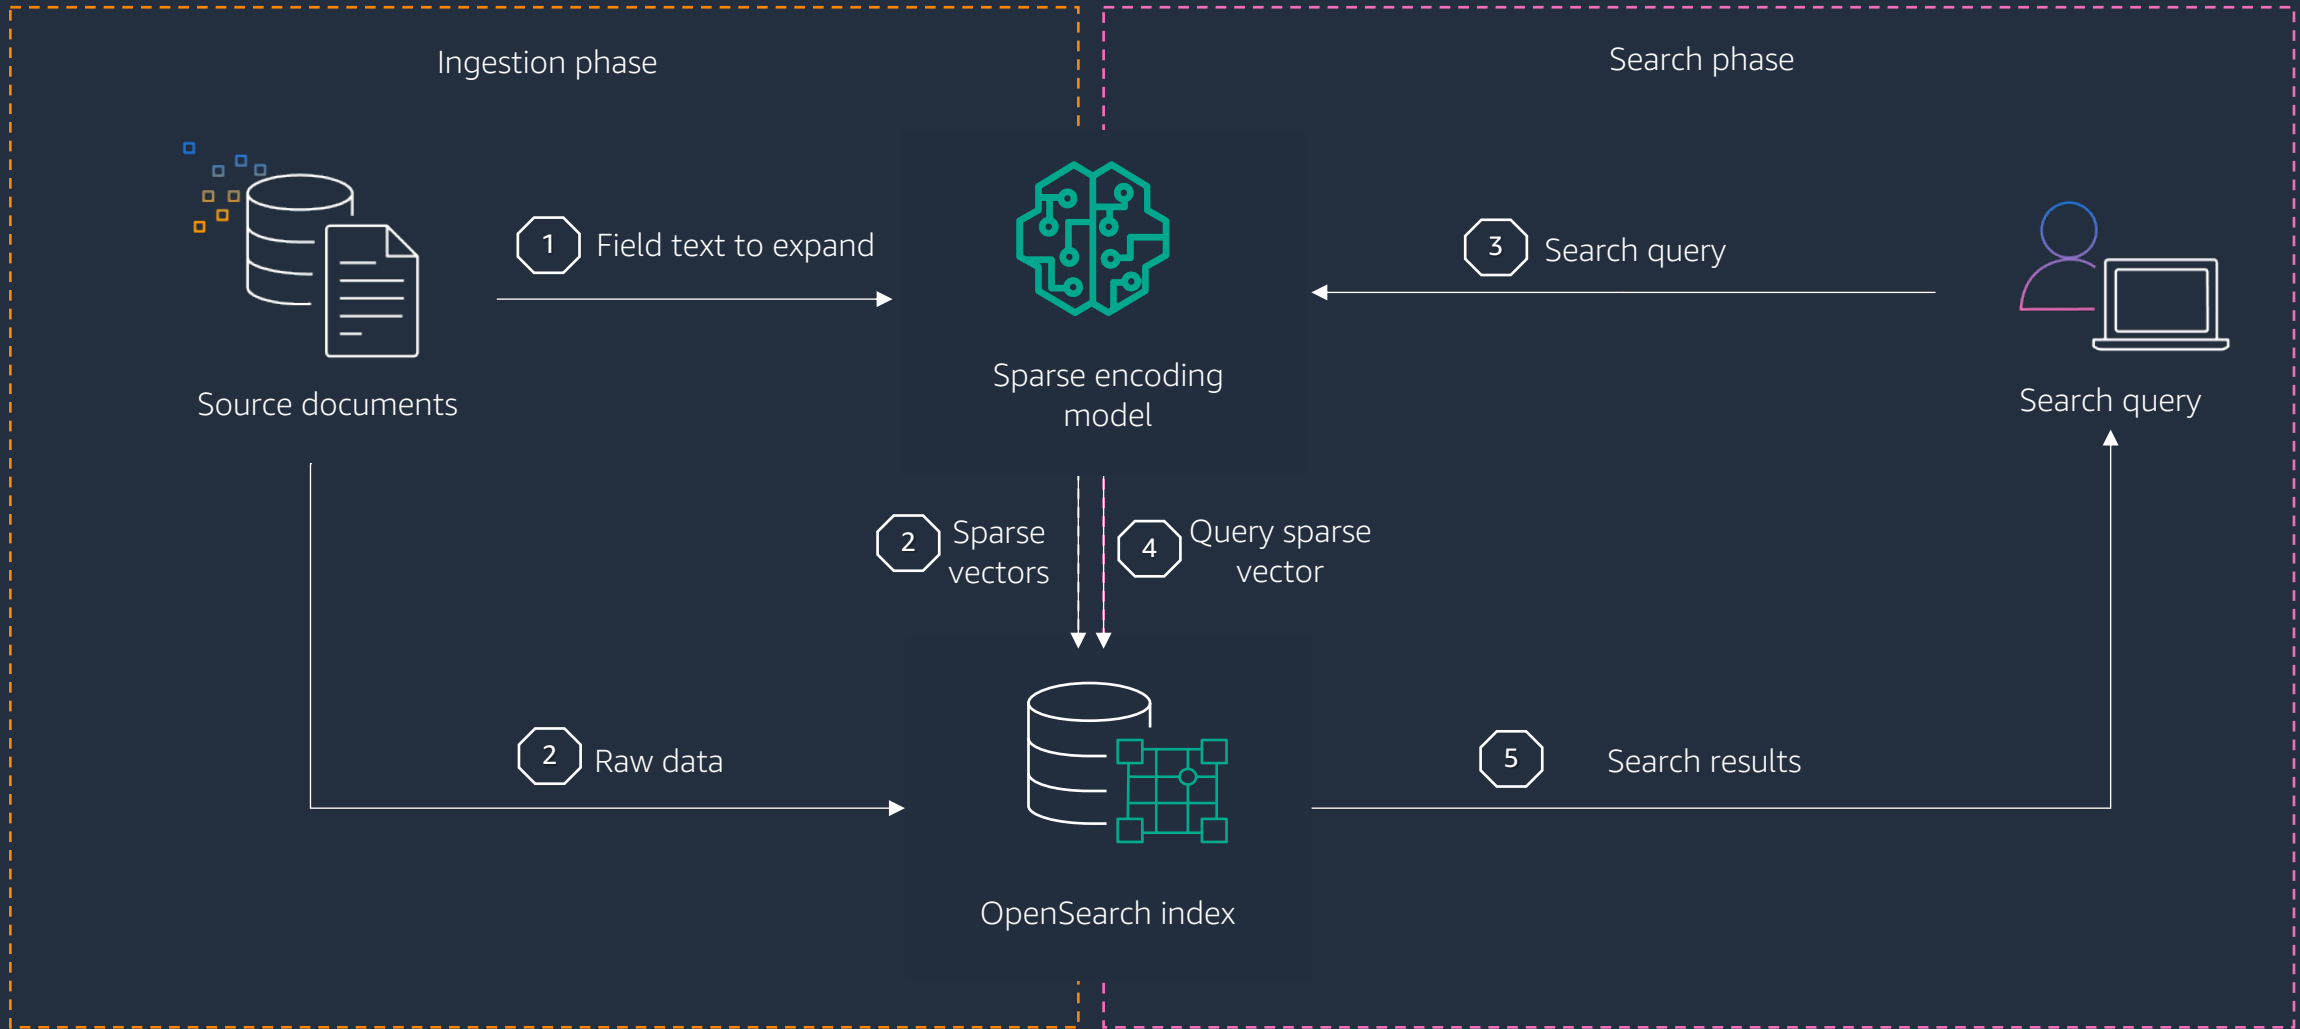 Ingestion phase
Search phase
1 Field text to expand
3 Search query
Sparse encoding
model
Source documents
Search query
2 Sparse
vectors
4 Query sparse
vector
2 Raw data
5 Search results
OpenSearch index